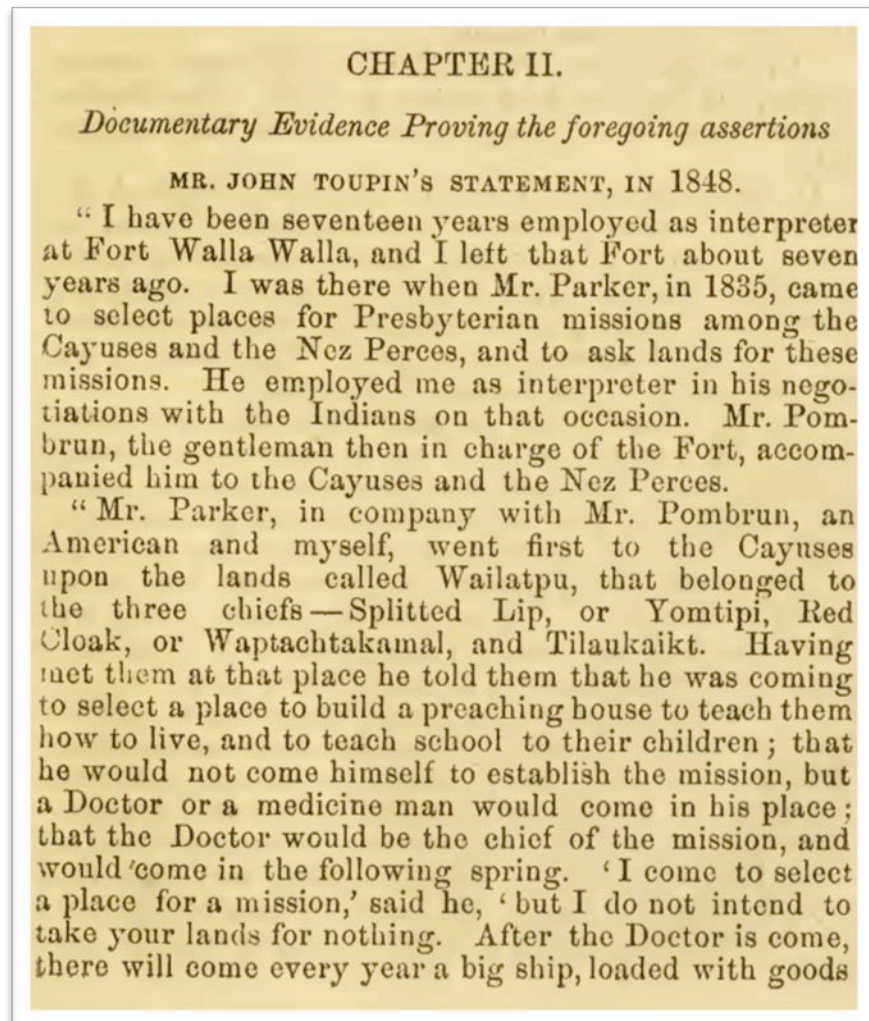 CHAPTER II.
Documentary Evidence Proving the foregoing assertions
MR. JOHN TOUPIN'S STATEMENT, IN 1848.
" I have been seventeen years employed as interpreter
at Fort Walla Walla, and I left that Fort about seven
years ago. I was there when Mr. Parker, in 1835, came
to select places for Presbyterian missions among the
Cayuses and the Nez Perces, and to ask lands for these
missions. He employed me as interpreter in his nego-
tiations with the Indians on that occasion. Mr. Pom-
brun, the gentleman then in charge of the Fort, accom-
panied him to the Cayuses and the Nez Perces.
" Mr. Parker, in company with Mr. Pombrun, an
American and myself, went first to the Cayuses
upon the lands called Wailatpu, that belonged to
the three chiefs — Splitted Lip, or Yomtipi, Red
Cloak, or Waptachtakamal, and Tilaukaikt. Having
met them at that place he told them that he was coming
to select a place to build a preaching house to teach them
how to live, and to teach school to their children ; that
he would not come himself to establish the mission, but
a Doctor or a medicine man would come in his place ;
that the Doctor would be the chief of the mission, and
would come in the following spring. 'I come to select
a place for a mission,' said he, ' but I do not intend to
take your lands for nothing. After the Doctor is come,
there will come every year a big ship, loaded with goods